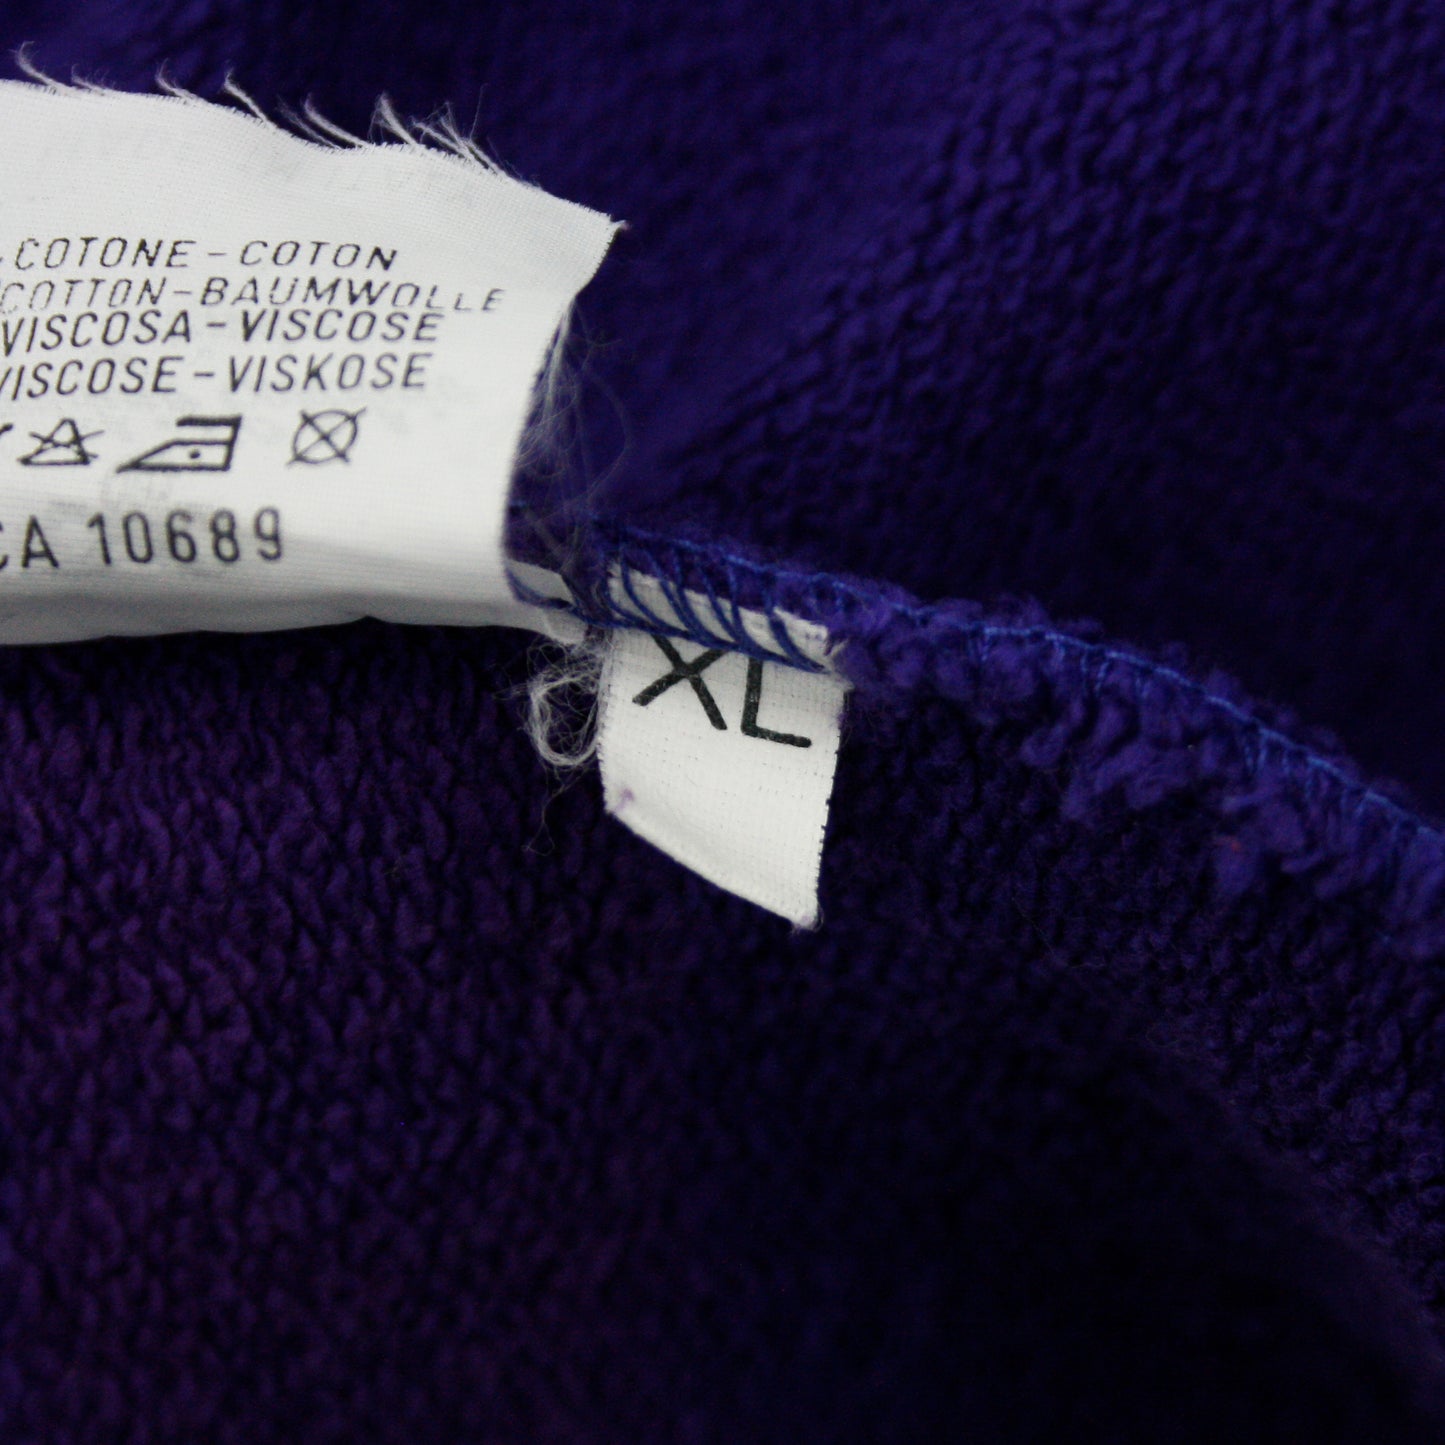 COTONE - COTON
COTTON - BAUMWOLLE
VISCOSA - VISCOSE
VISCOSE - VISKOSE
CA 10689
XL